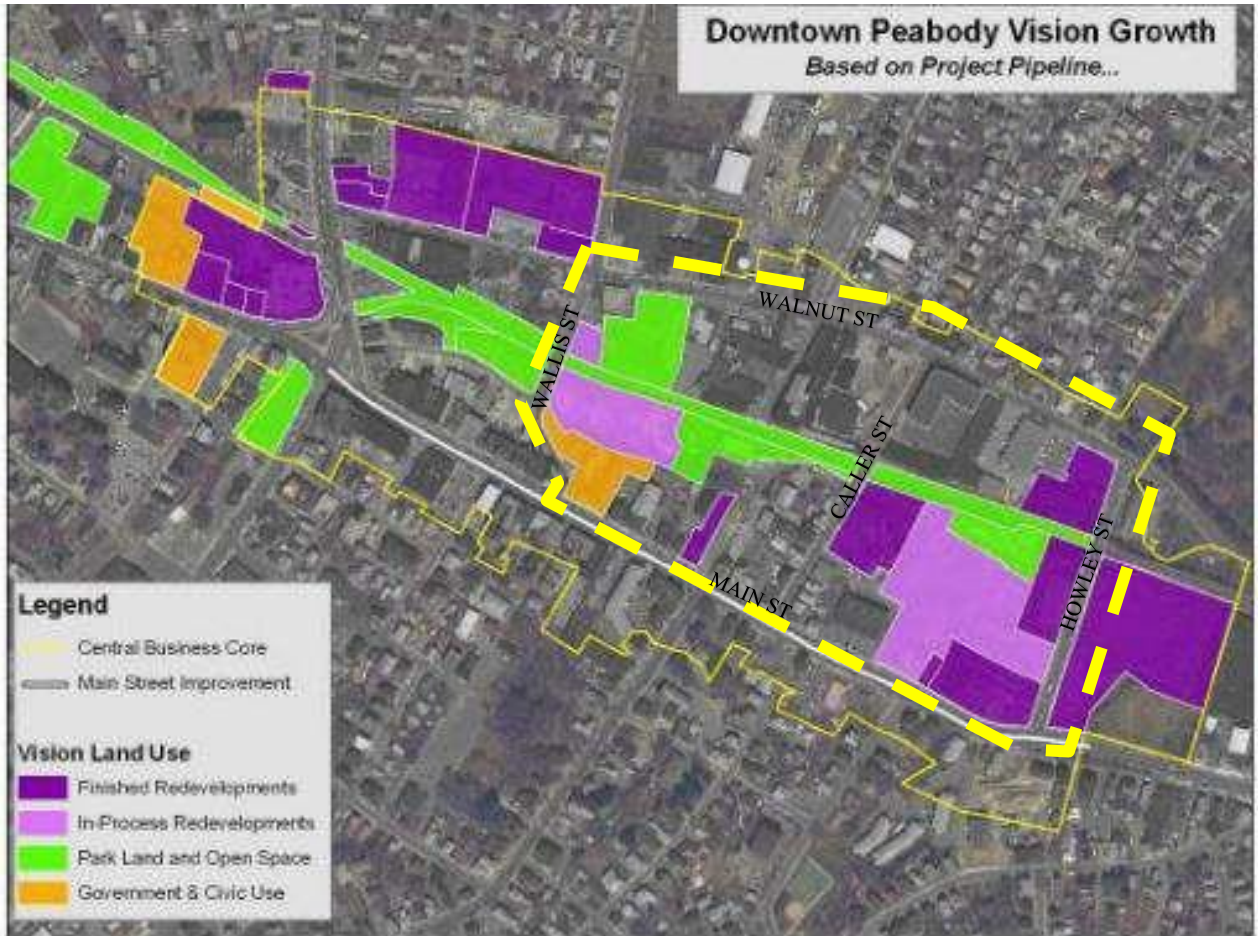 Downtown Peabody Vision Growth
Based on Project Pipeline...
WALNUT ST
WALLIS ST
CALLER ST
HOWLEY ST
MAIN ST
Legend
Central Business Core
Main Street Improvement
Vision Land Use
Finished Redevelopments
In-Process Redevelopments
Park Land and Open Space
Government & Civic Use